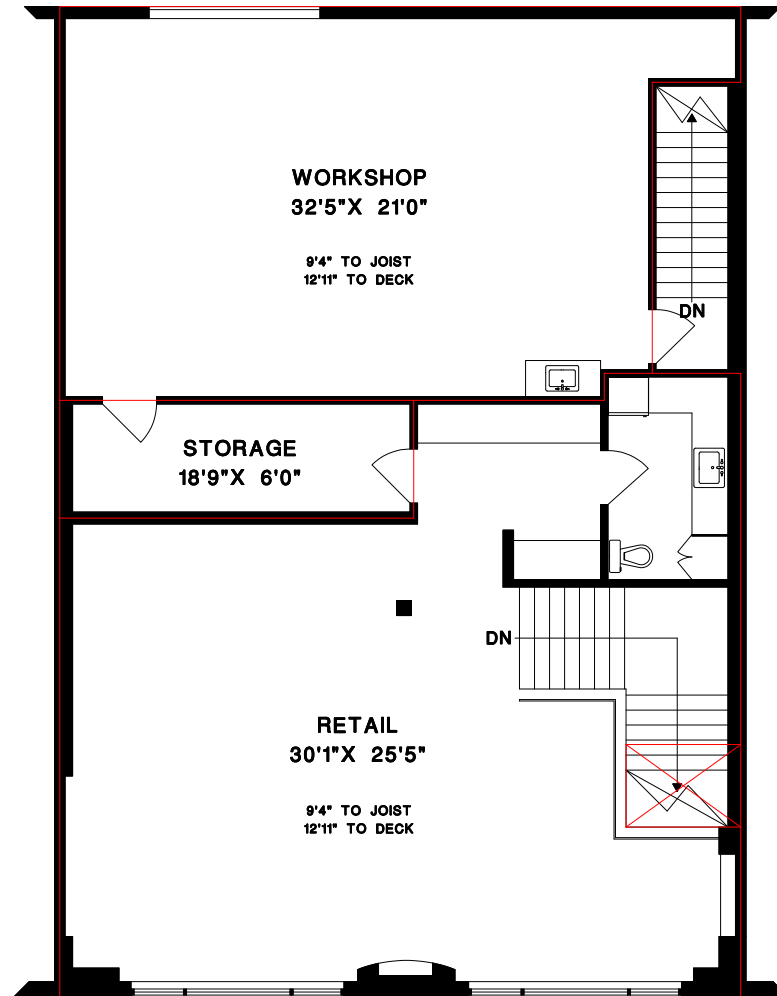 WORKSHOP
32'5"X 21'0"
9'4" TO JOIST
12'11" TO DECK
DN
STORAGE
18'9"X 6'0"
DN
RETAIL
30'1"X 25'5"
9'4" TO JOIST
12'11" TO DECK